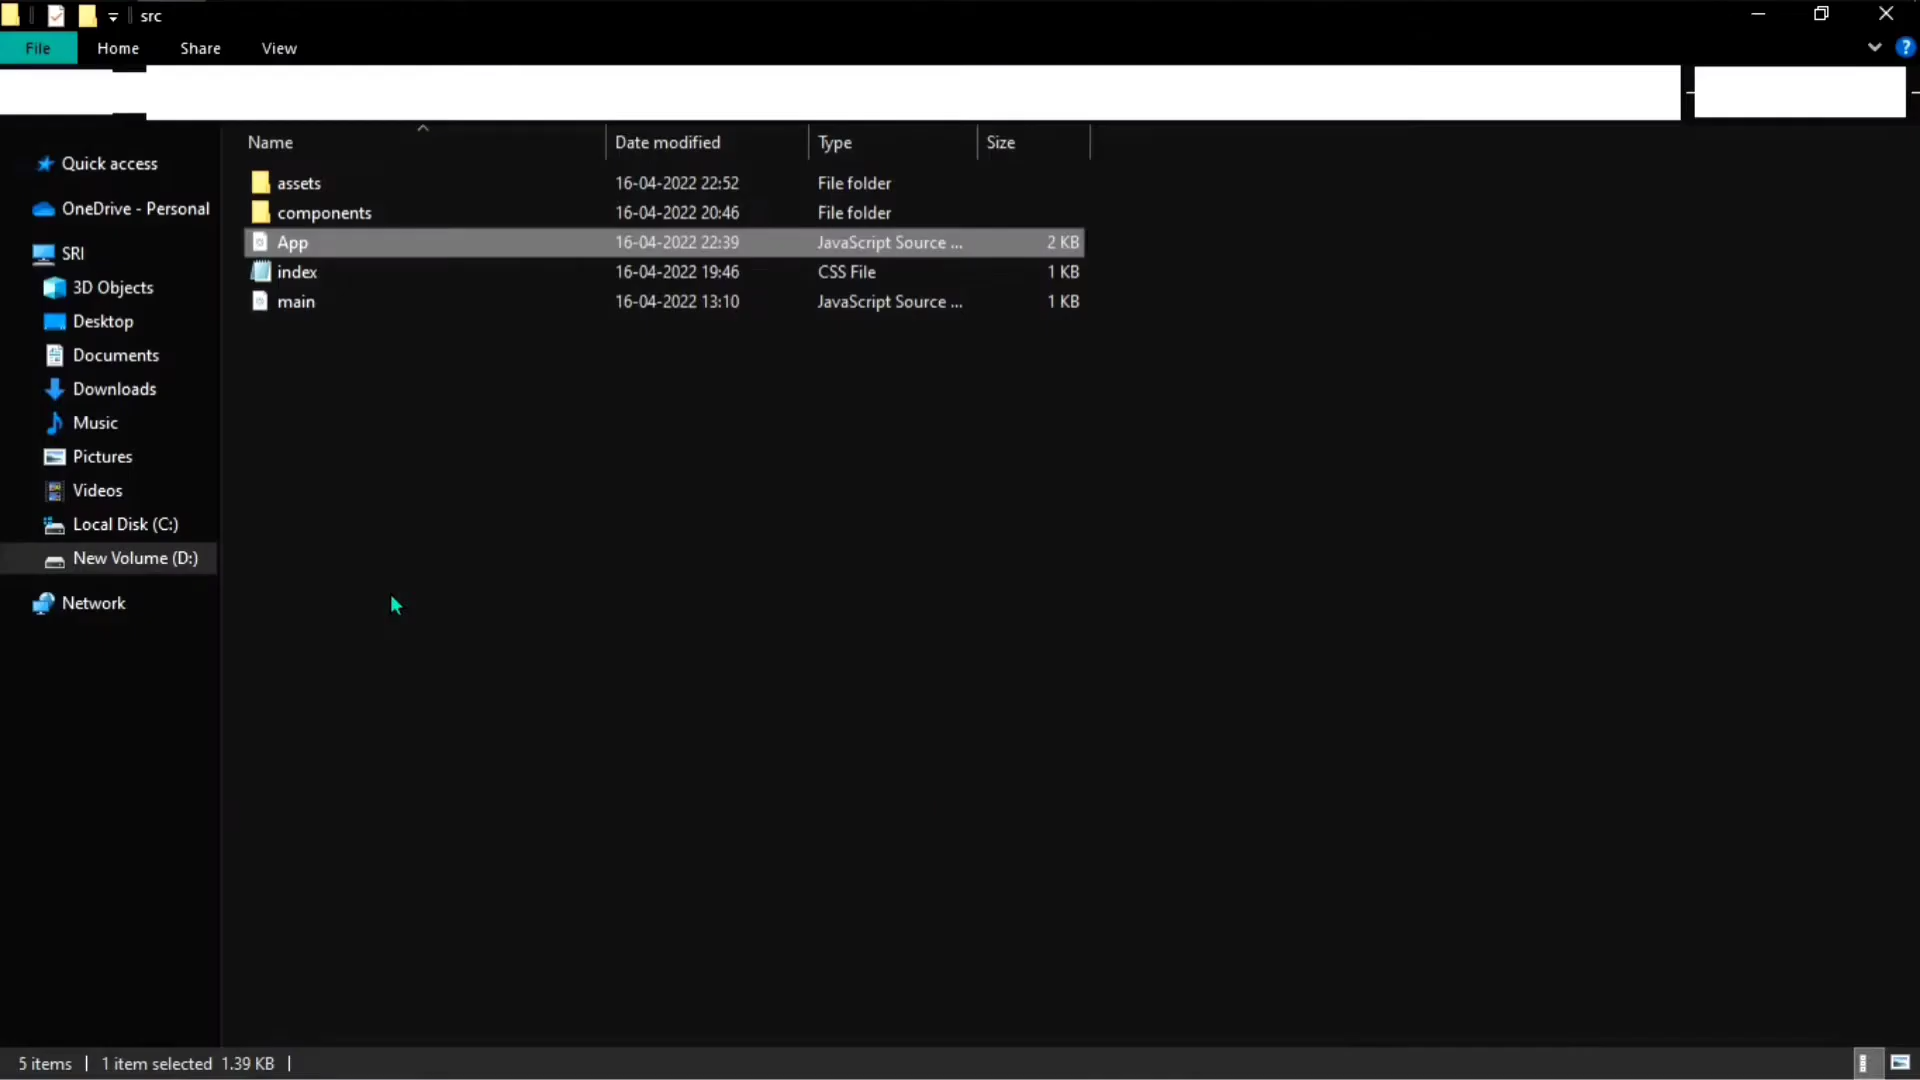 src
File Home Share View
Name Date modified Type Size
Quick access
OneDrive - Personal
SRI
3D Objects
Desktop
Documents
Downloads
Music
Pictures
Videos
Local Disk (C:)
New Volume (D:)
Network
assets 16-04-2022 22:52 File folder
components 16-04-2022 20:46 File folder
App 16-04-2022 22:39 JavaScript Source ... 2 KB
index 16-04-2022 19:46 CSS File 1 KB
main 16-04-2022 13:10 JavaScript Source ... 1 KB
5 items 1 item selected 1.39 KB